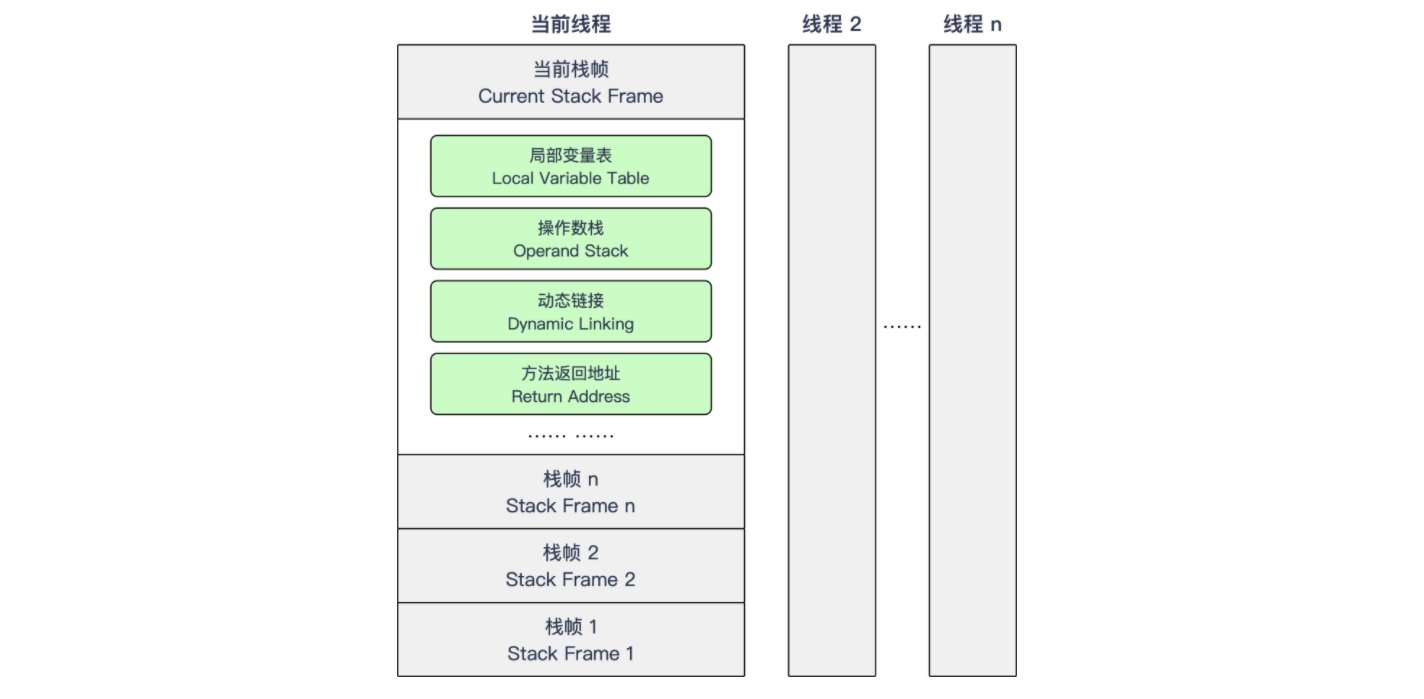 当前线程
线程 2
线程 n
当前栈帧
Current Stack Frame
局部变量表
Local Variable Table
操作数栈
Operand Stack
动态链接
Dynamic Linking
方法返回地址
Return Address
…… ……
……
栈帧 n
Stack Frame n
栈帧 2
Stack Frame 2
栈帧 1
Stack Frame 1